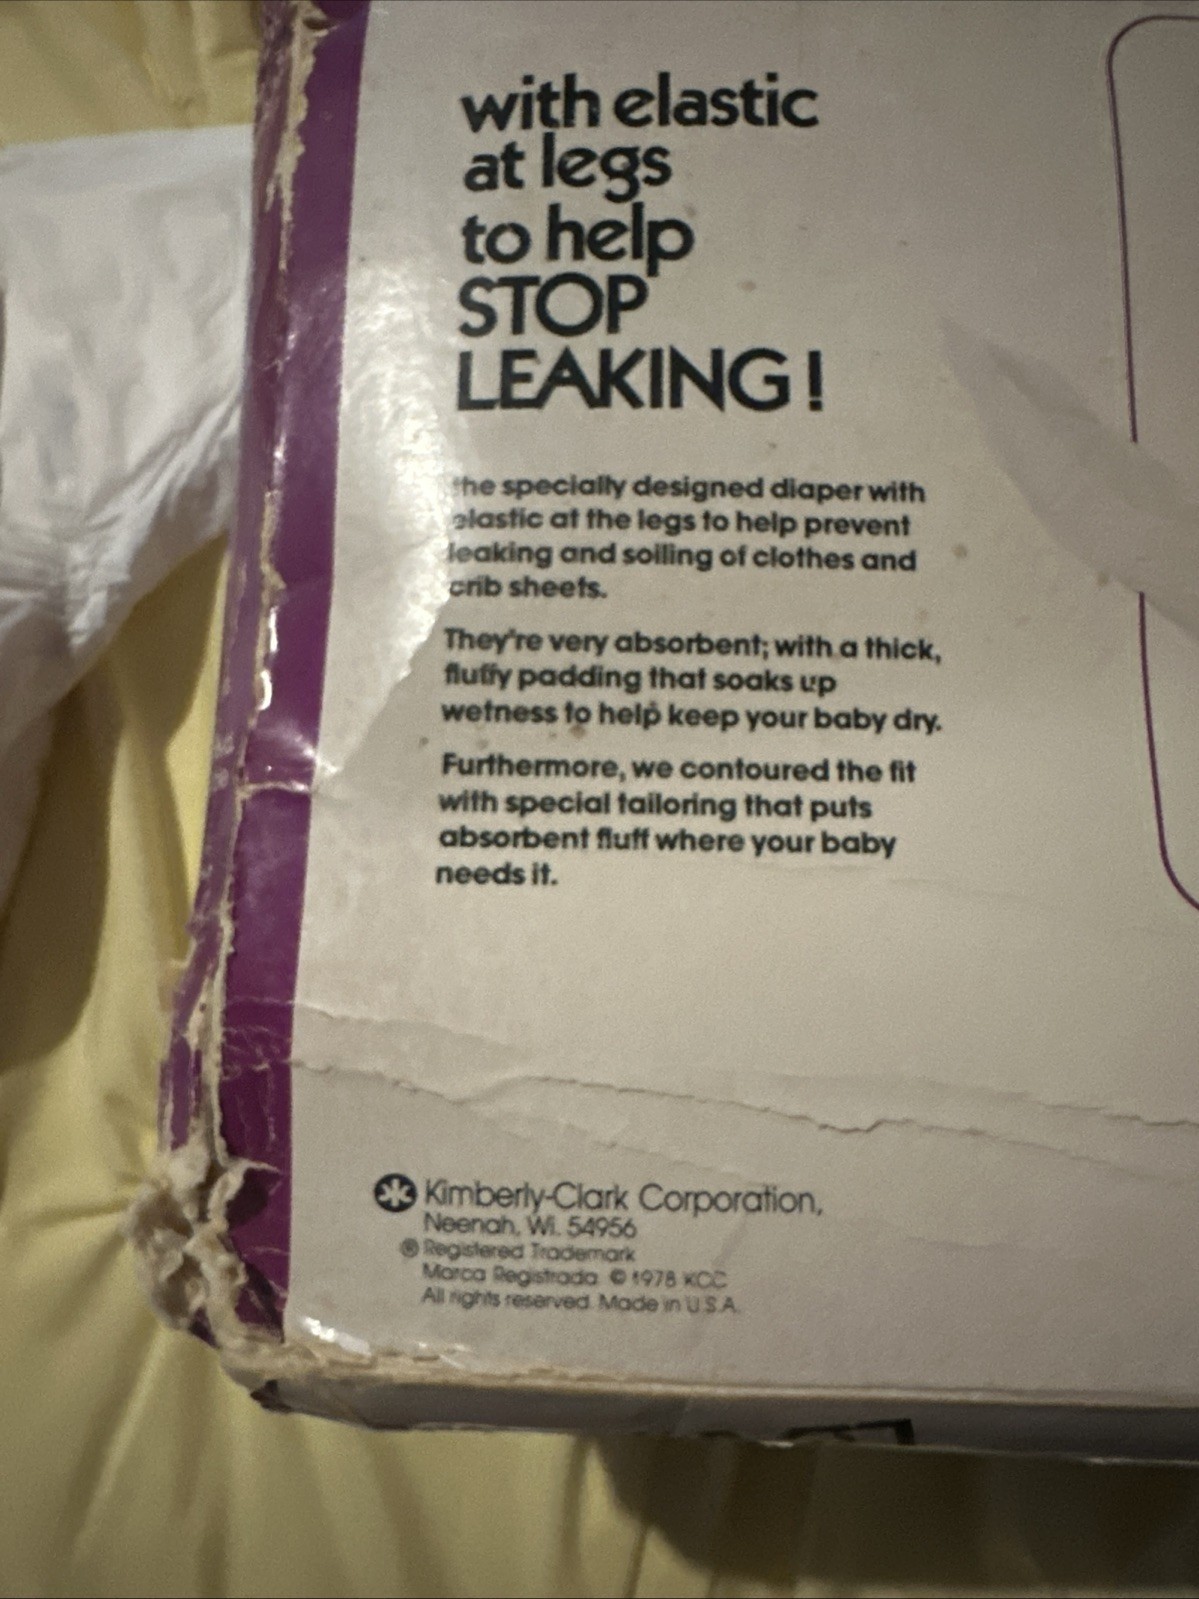 with elastic
at legs
to help
STOP
LEAKING!
the specially designed diaper with
elastic at the legs to help prevent
leaking and soiling of clothes and
crib sheets.
They're very absorbent; with a thick,
fluffy padding that soaks up
wetness to help keep your baby dry.
Furthermore, we contoured the fit
with special tailoring that puts
absorbent fluff where your baby
needs it.
Kimberly-Clark Corporation,
Neenah, Wi. 54956
® Registered Trademark
Marca Registrada © 1978 KCC
All rights reserved. Made in U.S.A.